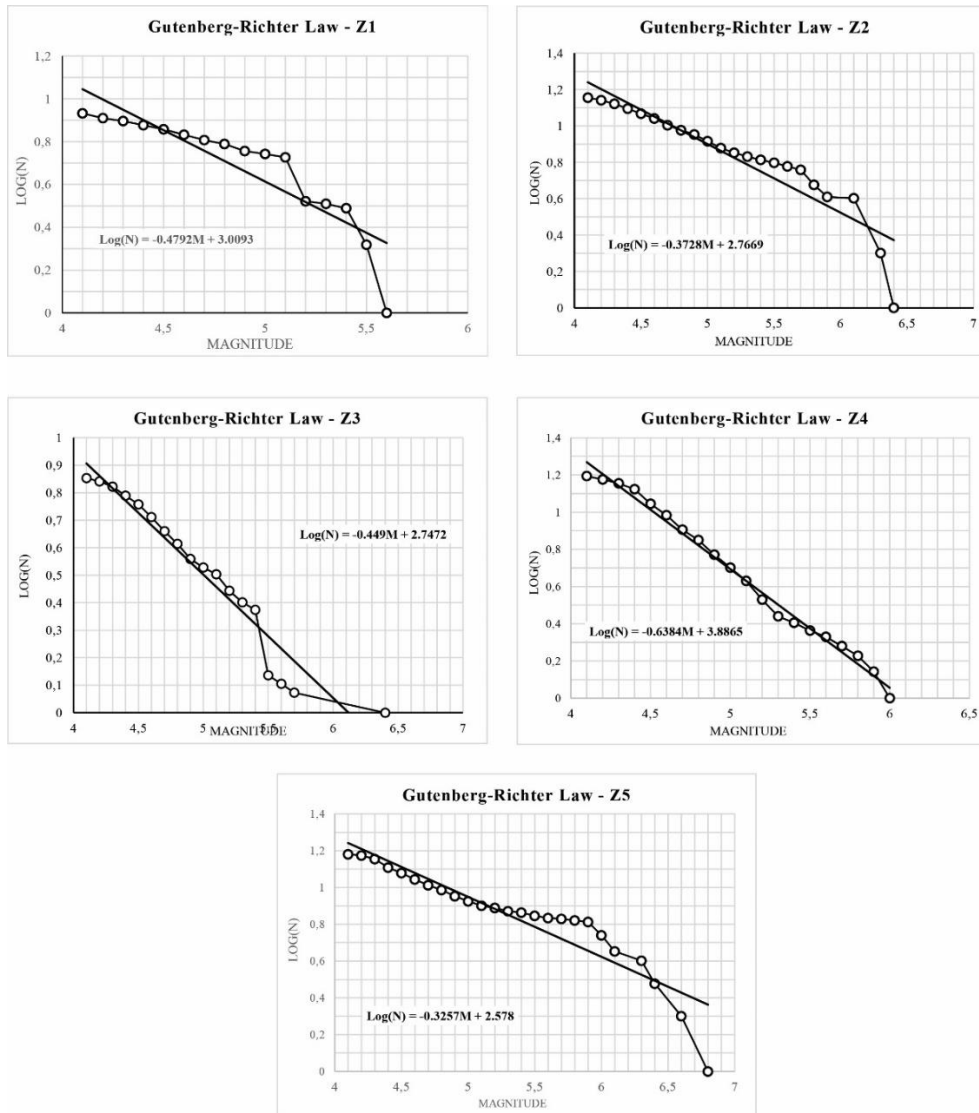 Gutenberg-Richter Law - Z1
1,2
1
0,8
0,6
0,4
0,2
0
LOG(N)
Log(N) = -0.4792M + 3.0093
4 4,5 5 5,5 6
MAGNITUDE
Gutenberg-Richter Law - Z2
1,4
1,2
1
0,8
0,6
0,4
0,2
0
LOG(N)
Log(N) = -0.3728M + 2.7669
4 4,5 5 5,5 6 6,5 7
MAGNITUDE
Gutenberg-Richter Law - Z3
1
0,9
0,8
0,7
0,6
0,5
0,4
0,3
0,2
0,1
0
LOG(N)
Log(N) = -0.449M + 2.7472
4 4,5 5 5,5 6 6,5 7
MAGNITUDE
Gutenberg-Richter Law - Z4
1,4
1,2
1
0,8
0,6
0,4
0,2
0
LOG(N)
Log(N) = -0.6384M + 3.8865
4 4,5 5 5,5 6 6,5
MAGNITUDE
Gutenberg-Richter Law - Z5
1,4
1,2
1
0,8
0,6
0,4
0,2
0
LOG(N)
Log(N) = -0.3257M + 2.578
4 4,5 5 5,5 6 6,5 7
MAGNITUDE